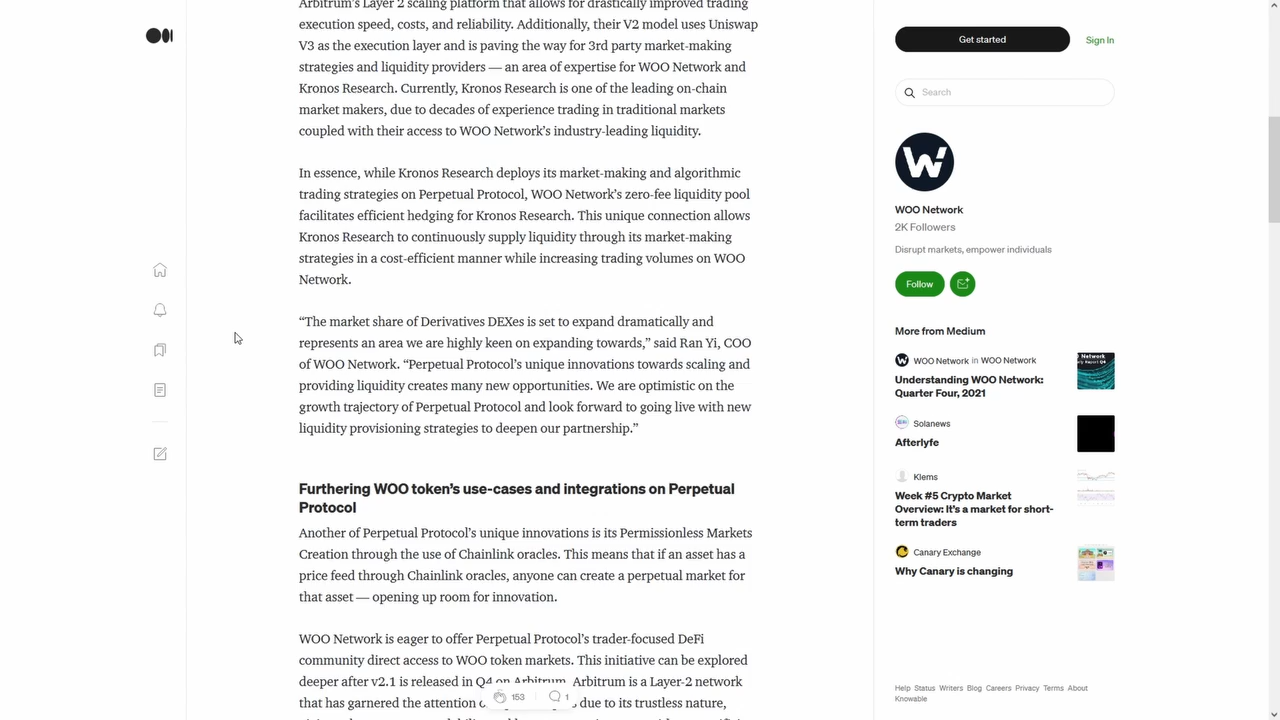 Arbitrum's Layer 2 scaling platform that allows for drastically improved trading
execution speed, costs, and reliability. Additionally, their V2 model uses Uniswap
V3 as the execution layer and is paving the way for 3rd party market-making
strategies and liquidity providers — an area of expertise for WOO Network and
Kronos Research. Currently, Kronos Research is one of the leading on-chain
market makers, due to decades of experience trading in traditional markets
coupled with their access to WOO Network's industry-leading liquidity.
In essence, while Kronos Research deploys its market-making and algorithmic
trading strategies on Perpetual Protocol, WOO Network's zero-fee liquidity pool
facilitates efficient hedging for Kronos Research. This unique connection allows
Kronos Research to continuously supply liquidity through its market-making
strategies in a cost-efficient manner while increasing trading volumes on WOO
Network.
“The market share of Derivatives DEXes is set to expand dramatically and
represents an area we are highly keen on expanding towards,” said Ran Yi, COO
of WOO Network. “Perpetual Protocol's unique innovations towards scaling and
providing liquidity creates many new opportunities. We are optimistic on the
growth trajectory of Perpetual Protocol and look forward to going live with new
liquidity provisioning strategies to deepen our partnership.”
Furthering WOO token's use-cases and integrations on Perpetual
Protocol
Another of Perpetual Protocol's unique innovations is its Permissionless Markets
Creation through the use of Chainlink oracles. This means that if an asset has a
price feed through Chainlink oracles, anyone can create a perpetual market for
that asset — opening up room for innovation.
WOO Network is eager to offer Perpetual Protocol's trader-focused DeFi
community direct access to WOO token markets. This initiative can be explored
deeper after v2.1 is released in Q4 on Arbitrum. Arbitrum is a Layer-2 network
that has garnered the attention due to its trustless nature,
153 1
Get started Sign In
Search
WOO Network
2K Followers
Disrupt markets, empower individuals
Follow
More from Medium
WOO Network in WOO Network
Understanding WOO Network:
Quarter Four, 2021
Solanews
Afterlyfe
Klems
Week #5 Crypto Market
Overview: It's a market for short-
term traders
Canary Exchange
Why Canary is changing
Help Status Writers Blog Careers Privacy Terms About
Knowable